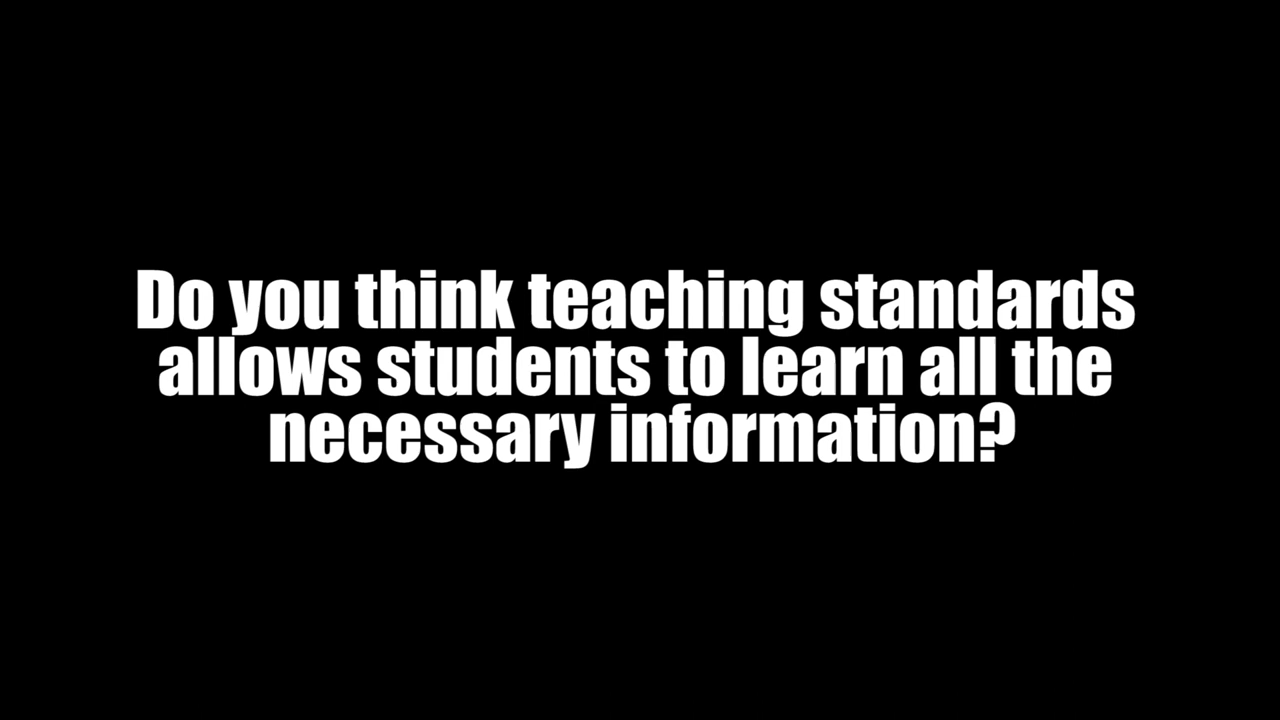 Do you think teaching standards
allows students to learn all the
necessary information?